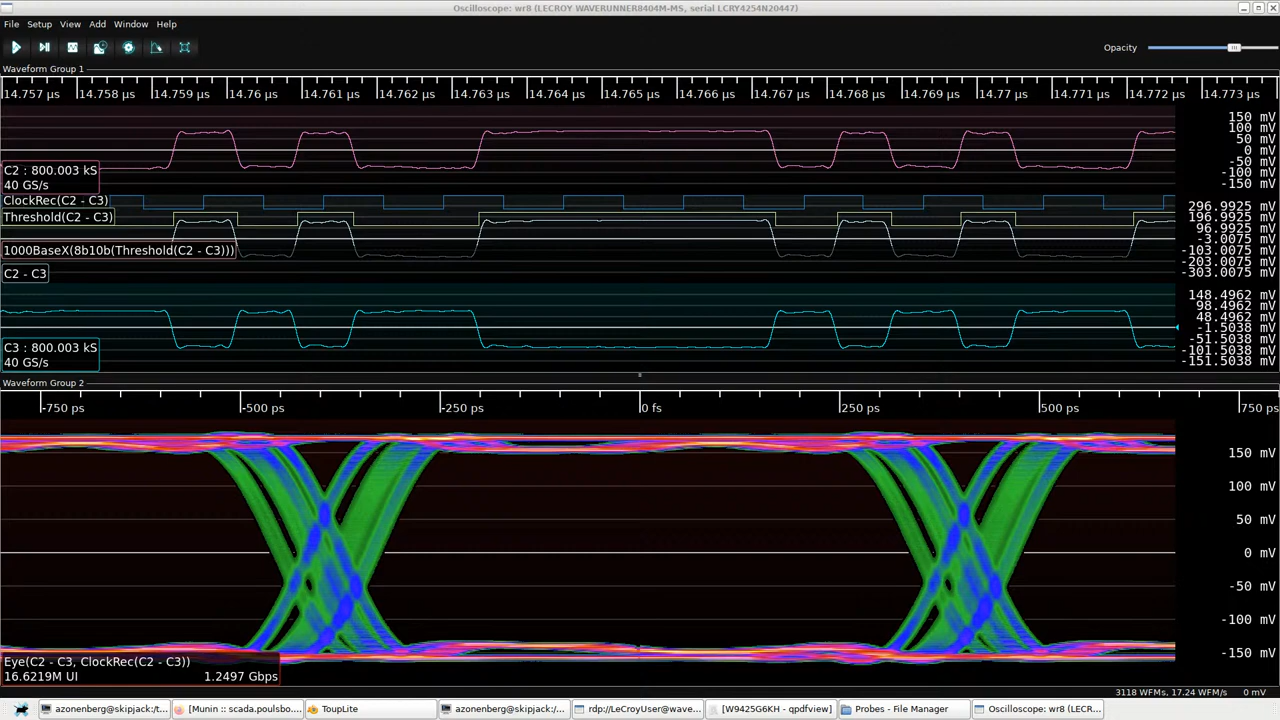 Oscilloscope: wr8 (LECROY WAVERUNNER8404M-MS, serial LCRY4254N20447)
File Setup View Add Window Help
Opacity
Waveform Group 1
14.757 µs 14.758 µs 14.759 µs 14.76 µs 14.761 µs 14.762 µs 14.763 µs 14.764 µs 14.765 µs 14.766 µs 14.767 µs 14.768 µs 14.769 µs 14.77 µs 14.771 µs 14.772 µs 14.773 µs
150 mV
100 mV
50 mV
0 mV
-50 mV
-100 mV
-150 mV
C2 : 800.003 kS
40 GS/s
ClockRec(C2 - C3)
Threshold(C2 - C3)
1000BaseX(8b10b(Threshold(C2 - C3)))
C2 - C3
296.9925 mV
196.9925 mV
96.9925 mV
-3.0075 mV
-103.0075 mV
-203.0075 mV
-303.0075 mV
148.4962 mV
98.4962 mV
48.4962 mV
-1.5038 mV
-51.5038 mV
-101.5038 mV
-151.5038 mV
C3 : 800.003 kS
40 GS/s
Waveform Group 2
-750 ps -500 ps -250 ps 0 fs 250 ps 500 ps 750 ps
150 mV
100 mV
50 mV
0 mV
-50 mV
-100 mV
-150 mV
Eye(C2 - C3, ClockRec(C2 - C3))
16.6219M UI 1.2497 Gbps
3118 WFMs, 17.24 WFM/s 0 mV
azonenberg@skipjack:/t... [Munin :: scada.poulsbo... ToupLite azonenberg@skipjack:/... rdp://LeCroyUser@wave... [W9425G6KH - qpdfview] Probes - File Manager Oscilloscope: wr8 (LECR...